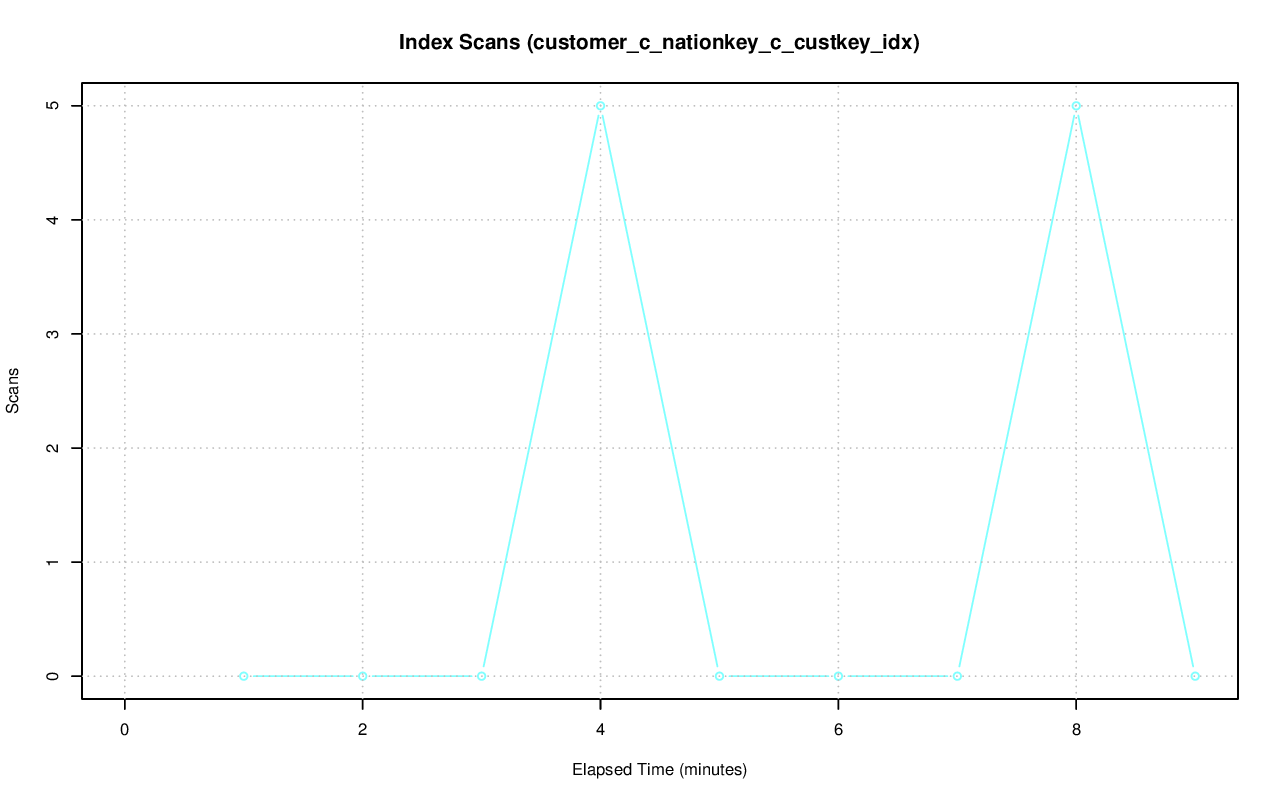 Index Scans (customer_c_nationkey_c_custkey_idx)
5
4
3
2
1
0
Scans
0 2 4 6 8
Elapsed Time (minutes)